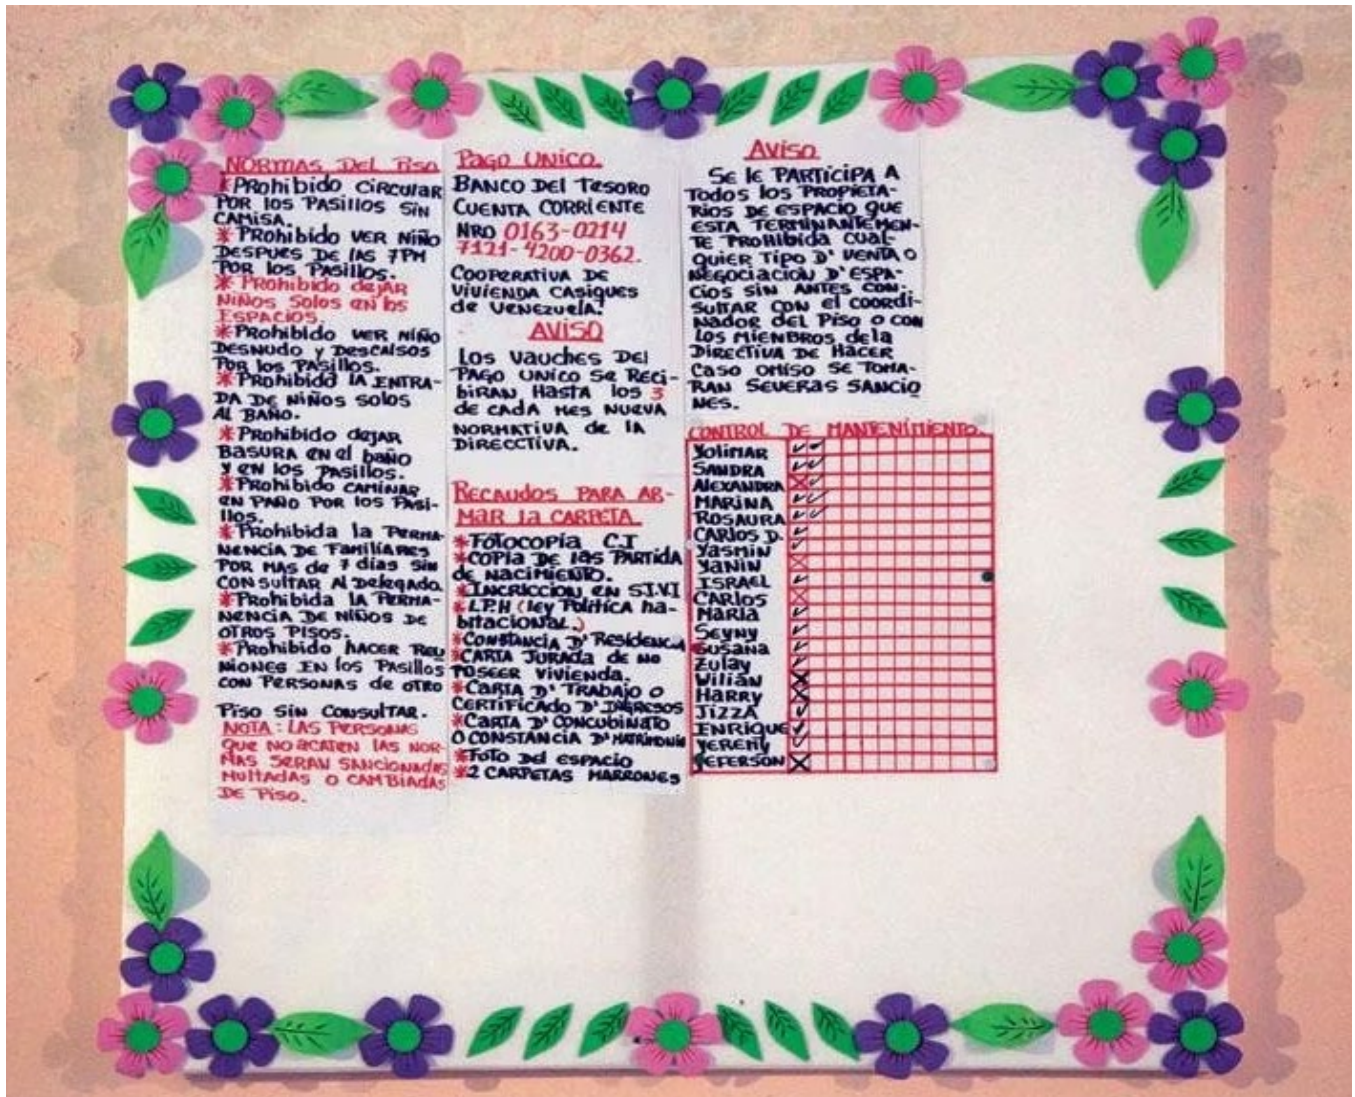 NORMAS DEL PISO
*PROHIBIDO CIRCULAR
POR LOS PASILLOS SIN
CAMISA.
* PROHIBIDO VER NIÑO
DESPUES DE LAS 7PM
POR LOS PASILLOS.
* PROHIBIDO DEJAR
NIÑOS SOLOS EN LOS
ESPACIOS.
*PROHIBIDO VER NIÑO
DESNUDO Y DESCALSOS
POR LOS PASILLOS.
*PROHIBIDO LA ENTRA-
DA DE NIÑOS SOLOS
AL BAÑO.
*PROHIBIDO DEJAR
BASURA EN EL BAÑO
Y EN LOS PASILLOS.
*PROHIBIDO CAMINAR
EN PAÑO POR LOS PASI-
LLOS.
*PROHIBIDA LA PERMA-
NENCIA DE FAMILIARES
POR MAS DE 7 DIAS SIN
CONSULTAR AL DELEGADO.
*PROHIBIDA LA PERMA-
NENCIA DE NIÑOS DE
OTROS PISOS.
*PROHIBIDO HACER REU
NIONES EN LOS PASILLOS
CON PERSONAS DE OTRO
PISO SIN CONSULTAR.
NOTA: LAS PERSONAS
QUE NO ACATEN LAS NOR-
MAS SERAN SANCIONADAS
MULTADAS O CAMBIADAS
DE PISO.
PAGO UNICO.
BANCO DEL TESORO
CUENTA CORRIENTE
NRO 0163-0214
7121-4200-0362.
COOPERATIVA DE
VIVIENDA CASIQUES
DE VENEZUELA.
AVISO
LOS VAUCHES DEL
PAGO UNICO SE RECI-
BIRAN HASTA LOS 3
DE CADA MES NUEVA
NORMATIVA DE LA
DIRECCTIVA.
RECAUDOS PARA AR-
MAR LA CARPETA
*FOTOCOPIA C.I
*COPIA DE LAS PARTIDA
DE NACIMIENTO.
*INCRICCION EN S.I.V.I
*L.P.H (LEY POLITICA HA-
BITACIONAL.)
*CONSTANCIA D' RESIDENCIA
*CARTA JURADA DE NO
POSEER VIVIENDA.
*CARTA D' TRABAJO O
CERTIFICADO D' INGRESOS
*CARTA D' CONCUBINATO
O CONSTANCIA D' MATRIMONIO
*FOTO DEL ESPACIO
*2 CARPETAS MARRONES
AVISO
SE LE PARTICIPA A
TODOS LOS PROPIETA-
RIOS DE ESPACIO QUE
ESTA TERMINANTEMEN-
TE PROHIBIDA CUAL-
QUIER TIPO D' VENTA O
NEGOCIACION D' ESPA-
CIOS SIN ANTES CON-
SULTAR CON EL COORDI-
NADOR DEL PISO O CON
LOS MIENBROS DE LA
DIRECTIVA DE HACER
CASO OMISO SE TOMA-
RAN SEVERAS SANCIO
NES.
CONTROL DE MANTENIMIENTO.
YOLIMAR
SANDRA
ALEXANDRA
MARINA
ROSAURA
CARLOS D.
YASMIN
YANIN
ISRAEL
CARLOS
MARIA
SEYNY
SUSANA
ZULAY
WILIAN
HARRY
JIZZA
ENRIQUE
YEREMY
YEFERSON